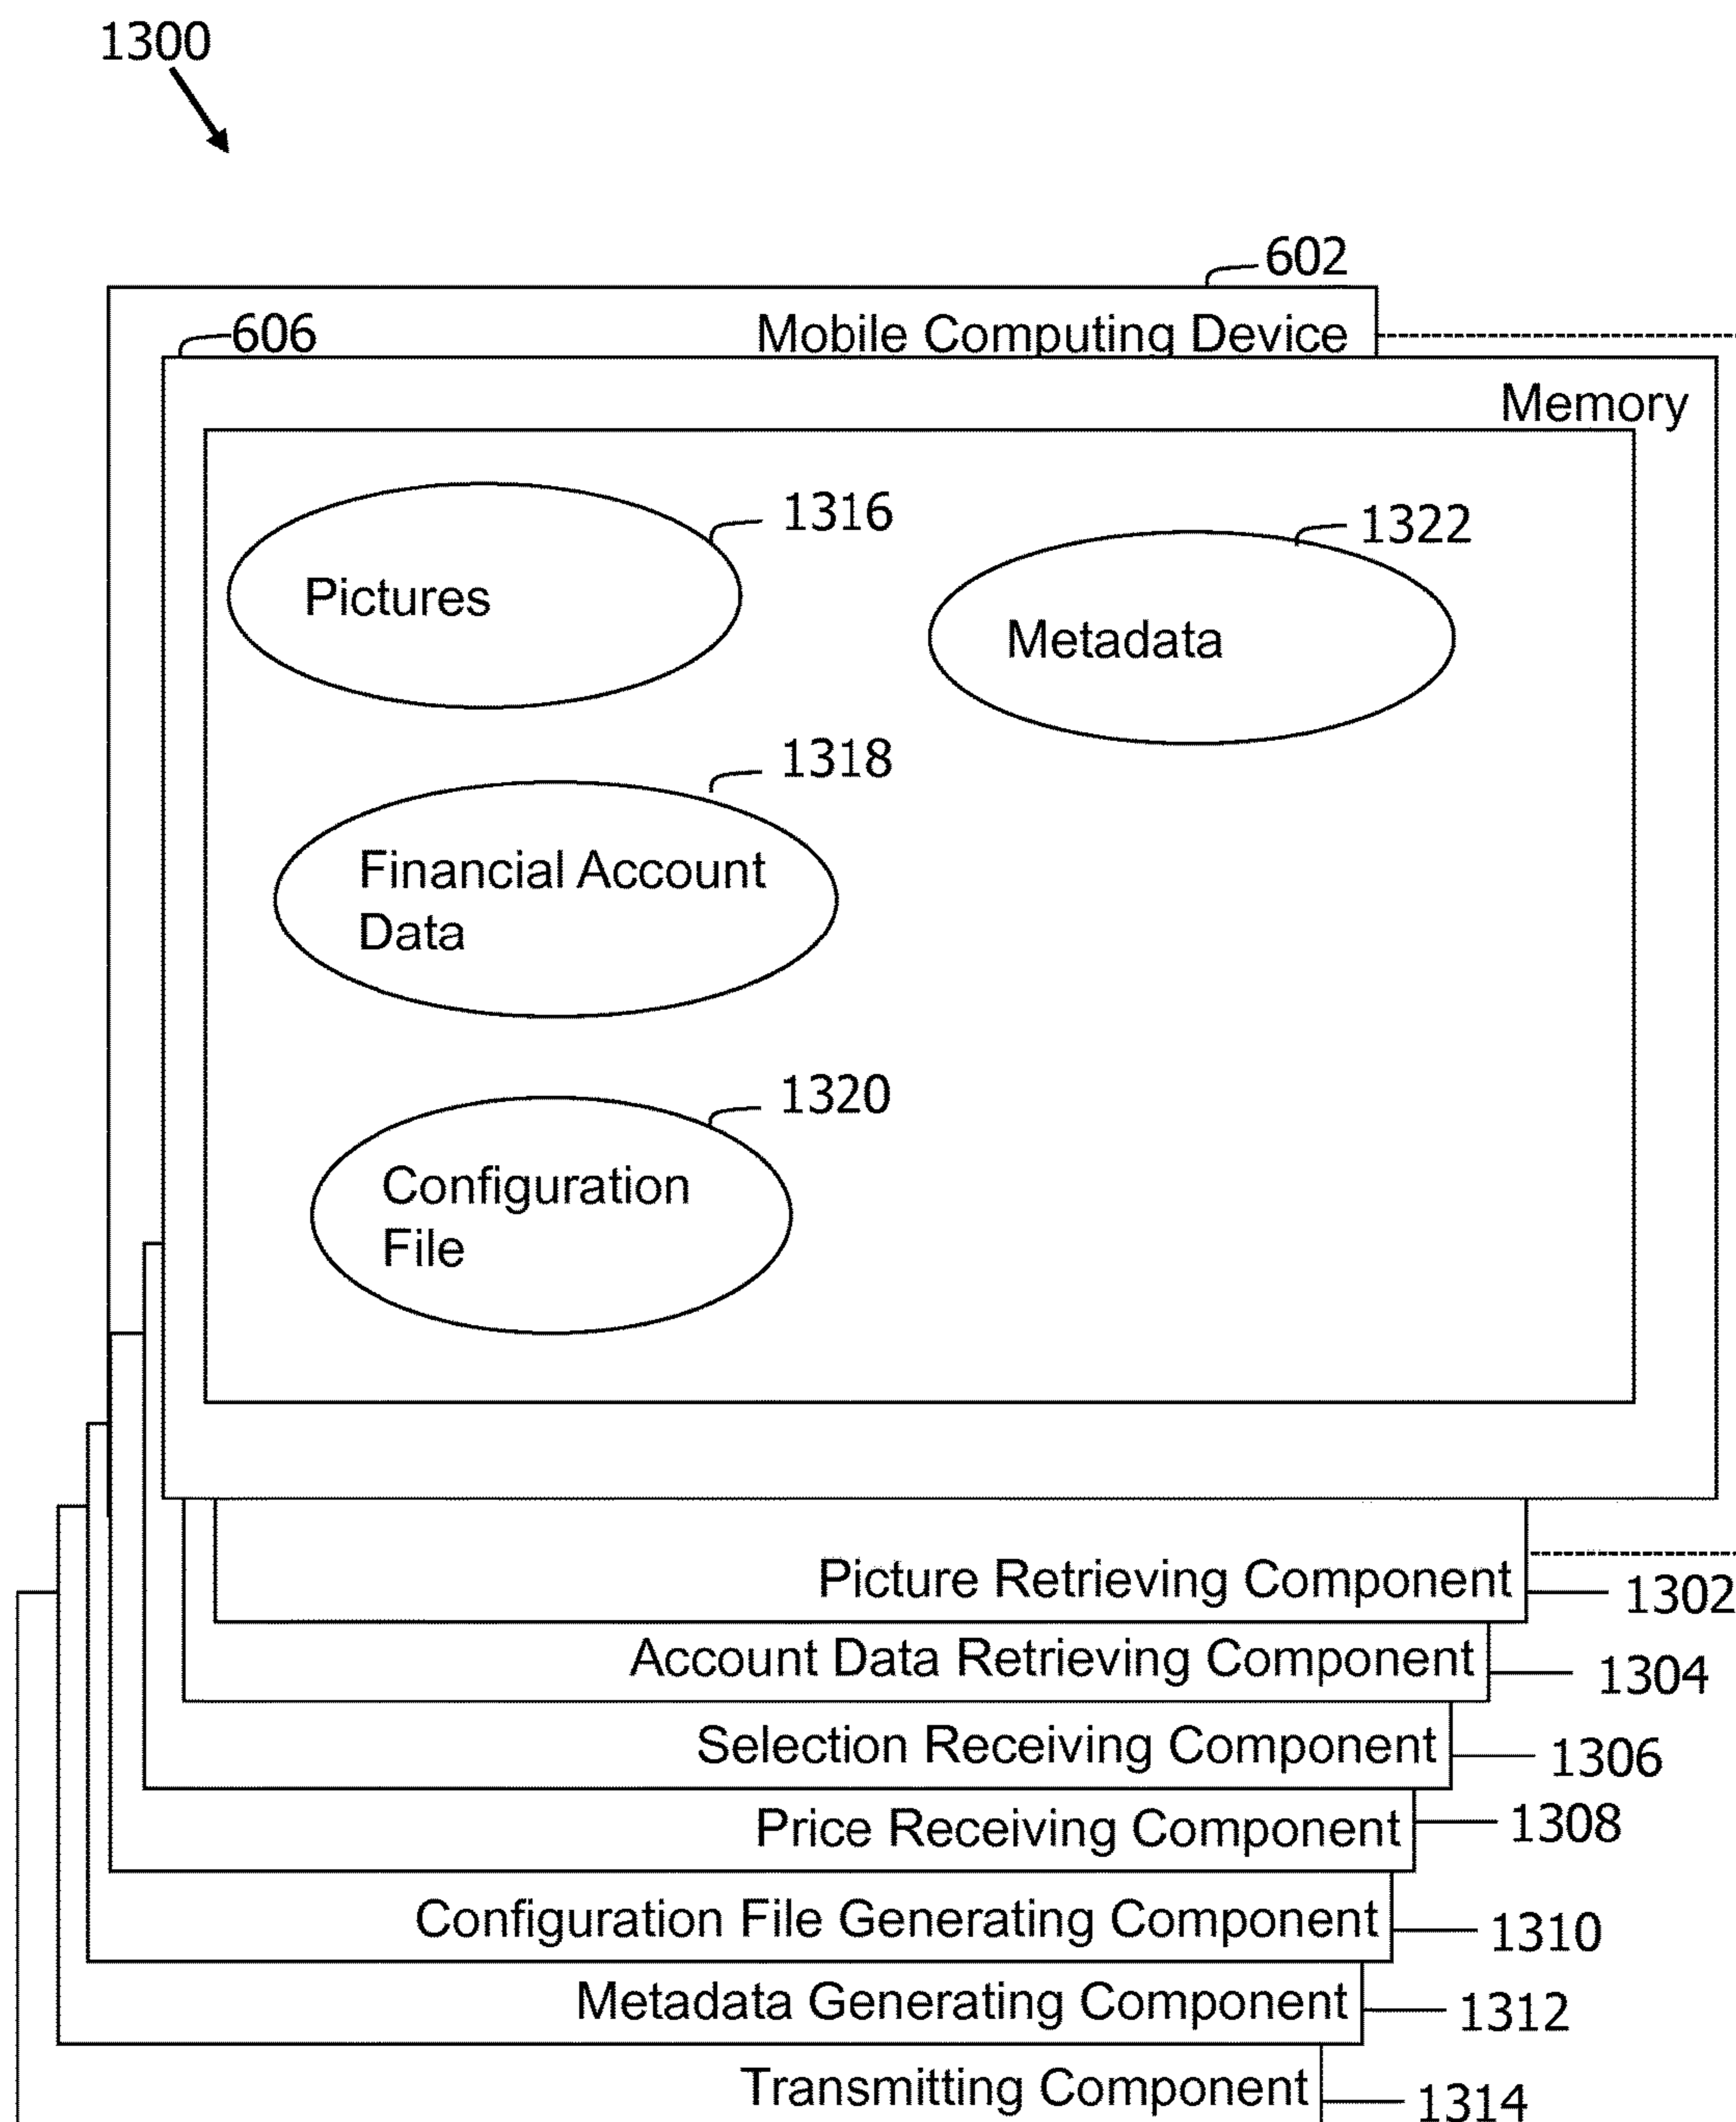 1300
602
606
Mobile Computing Device
Memory
1316
1322
Pictures
Metadata
1318
Financial Account
Data
1320
Configuration
File
Picture Retrieving Component
1302
Account Data Retrieving Component
1304
Selection Receiving Component
1306
Price Receiving Component
1308
Configuration File Generating Component
1310
Metadata Generating Component
1312
Transmitting Component
1314